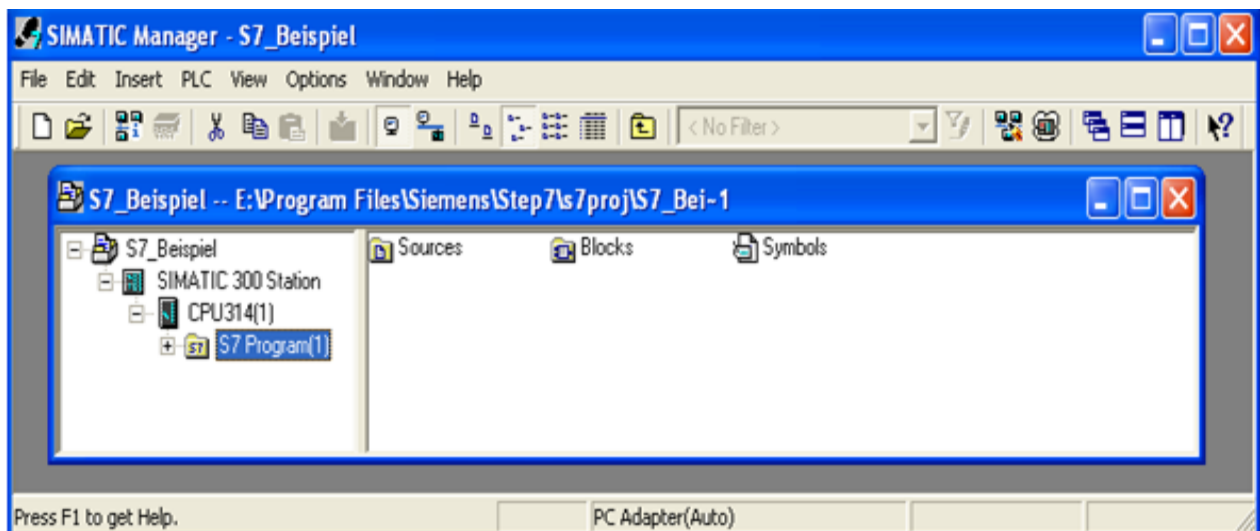 SIMATIC Manager - S7_Beispiel
File Edit Insert PLC View Options Window Help
< No Filter >
S7_Beispiel -- E:\Program Files\Siemens\Step7\s7proj\S7_Bei~1
S7_Beispiel
SIMATIC 300 Station
CPU314(1)
S7 Program(1)
Sources Blocks Symbols
Press F1 to get Help. PC Adapter(Auto)